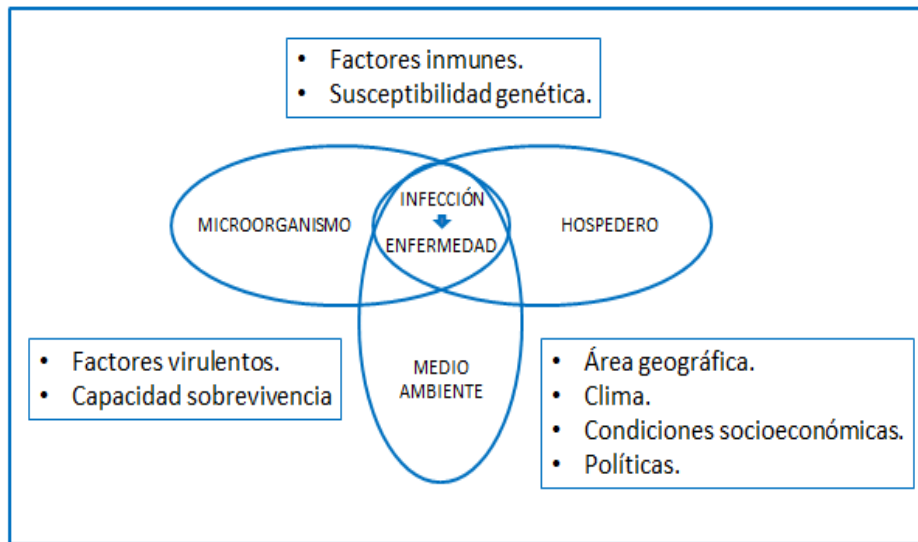 • Factores inmunes.
• Susceptibilidad genética.
MICROORGANISMO
INFECCIÓN
ENFERMEDAD
HOSPEDERO
MEDIO
AMBIENTE
• Factores virulentos.
• Capacidad sobrevivencia
• Área geográfica.
• Clima.
• Condiciones socioeconómicas.
• Políticas.